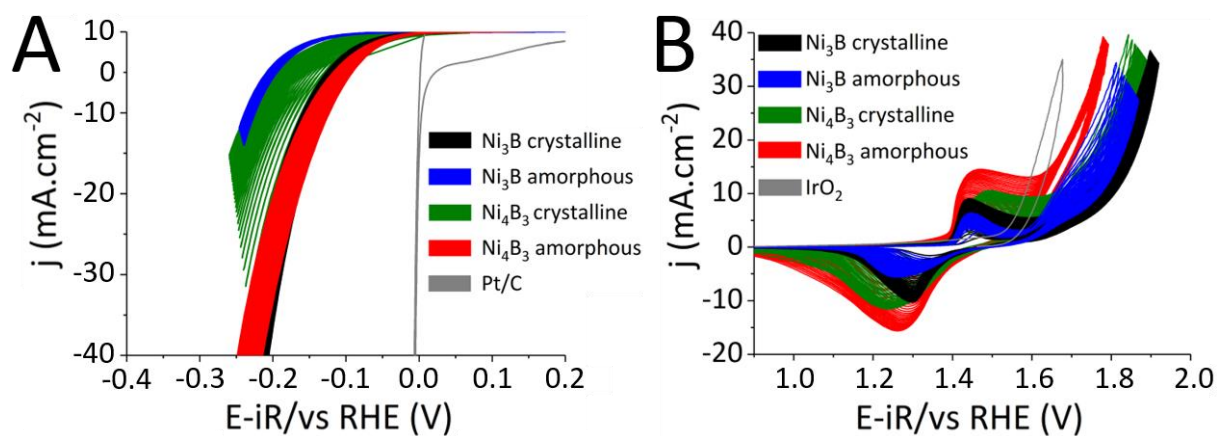 A
j (mA.cm⁻²)
10
0
-10
-20
-30
-40
-0.4
-0.3
-0.2
-0.1
0.0
0.1
0.2
E-iR/vs RHE (V)
Ni₃B crystalline
Ni₃B amorphous
Ni₄B₃ crystalline
Ni₄B₃ amorphous
Pt/C
B
j (mA.cm⁻²)
40
30
20
10
0
-10
-20
1.0
1.2
1.4
1.6
1.8
2.0
E-iR/vs RHE (V)
Ni₃B crystalline
Ni₃B amorphous
Ni₄B₃ crystalline
Ni₄B₃ amorphous
IrO₂